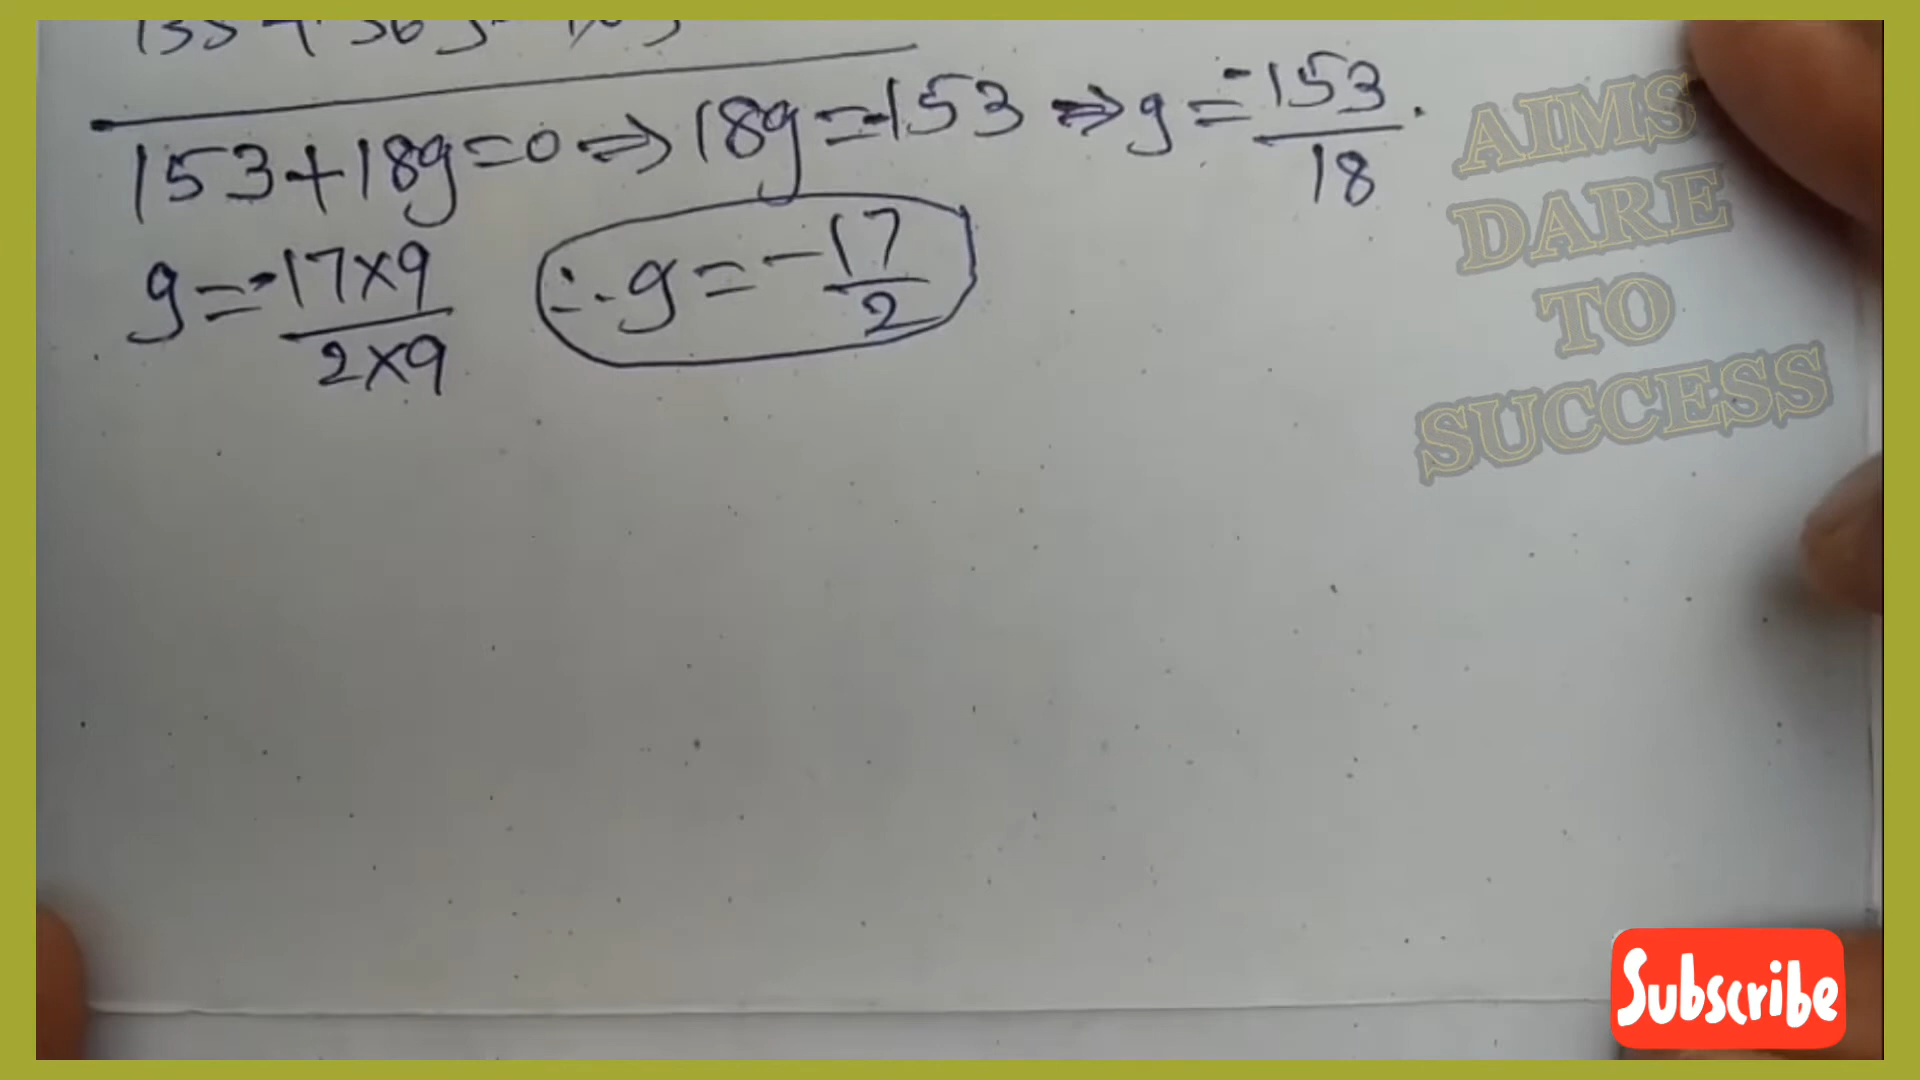 153+18g=0 ⇒ 18g=-153 ⇒ g=-153/18.
g=-17×9/2×9 ∴ g=-17/2
AIMS
DARE
TO
SUCCESS
Subscribe